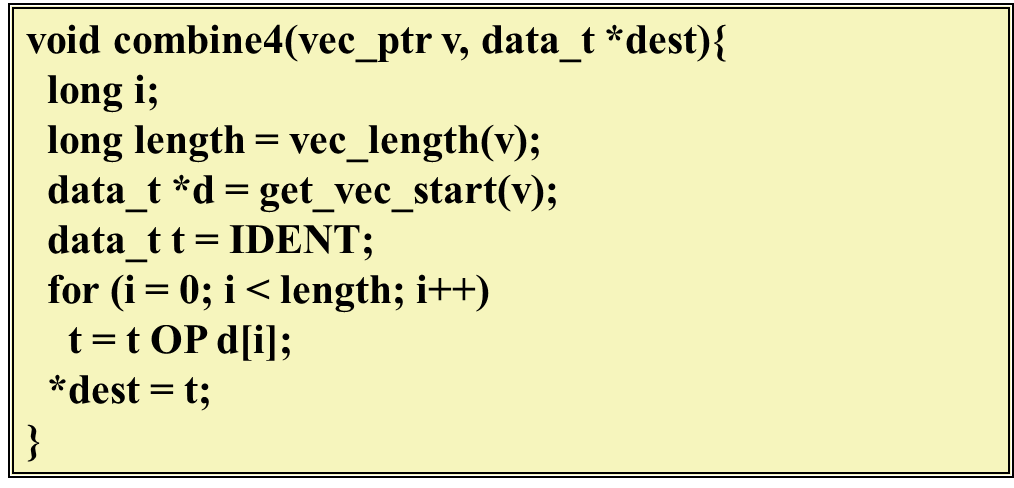 void combine4(vec_ptr v, data_t *dest){
long i;
long length = vec_length(v);
data_t *d = get_vec_start(v);
data_t t = IDENT;
for (i = 0; i < length; i++)
t = t OP d[i];
*dest = t;
}